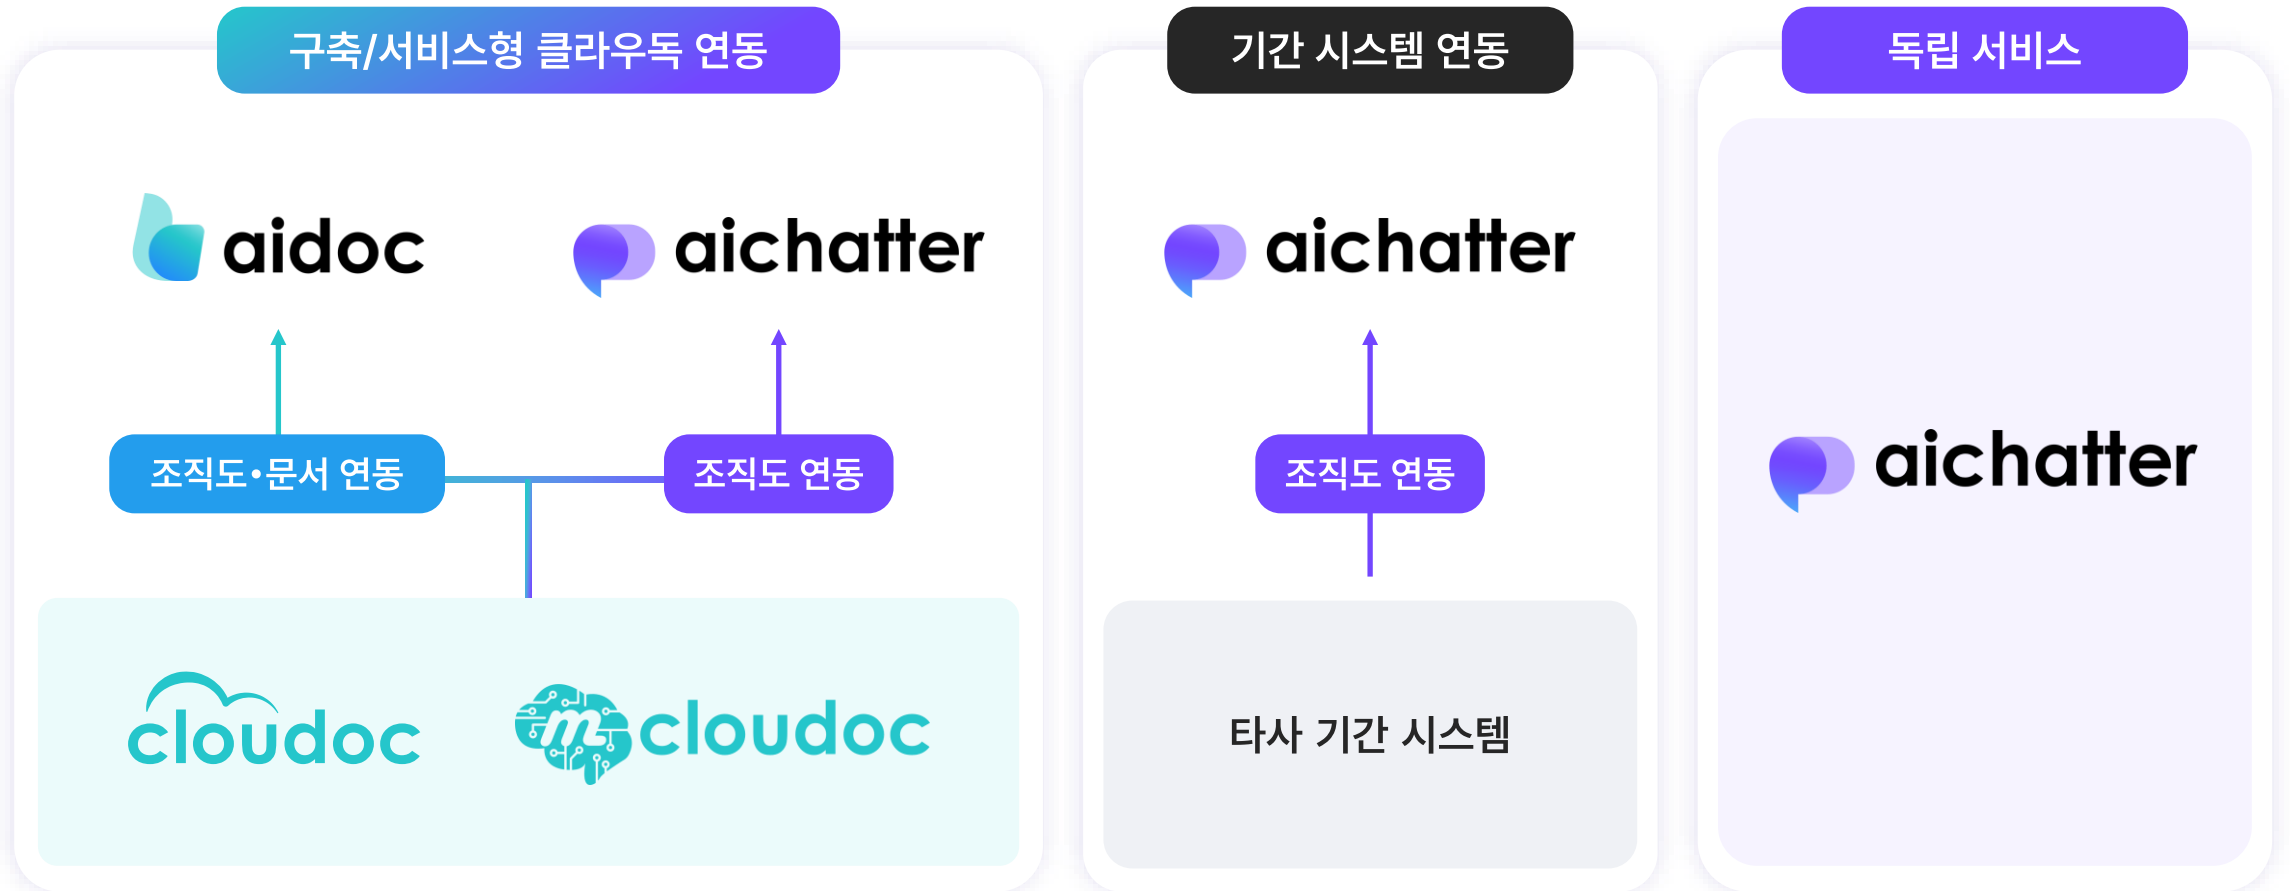 구축/서비스형 클라우독 연동
aidoc
aichatter
조직도·문서 연동
조직도 연동
cloudoc
m cloudoc
기간 시스템 연동
aichatter
조직도 연동
타사 기간 시스템
독립 서비스
aichatter